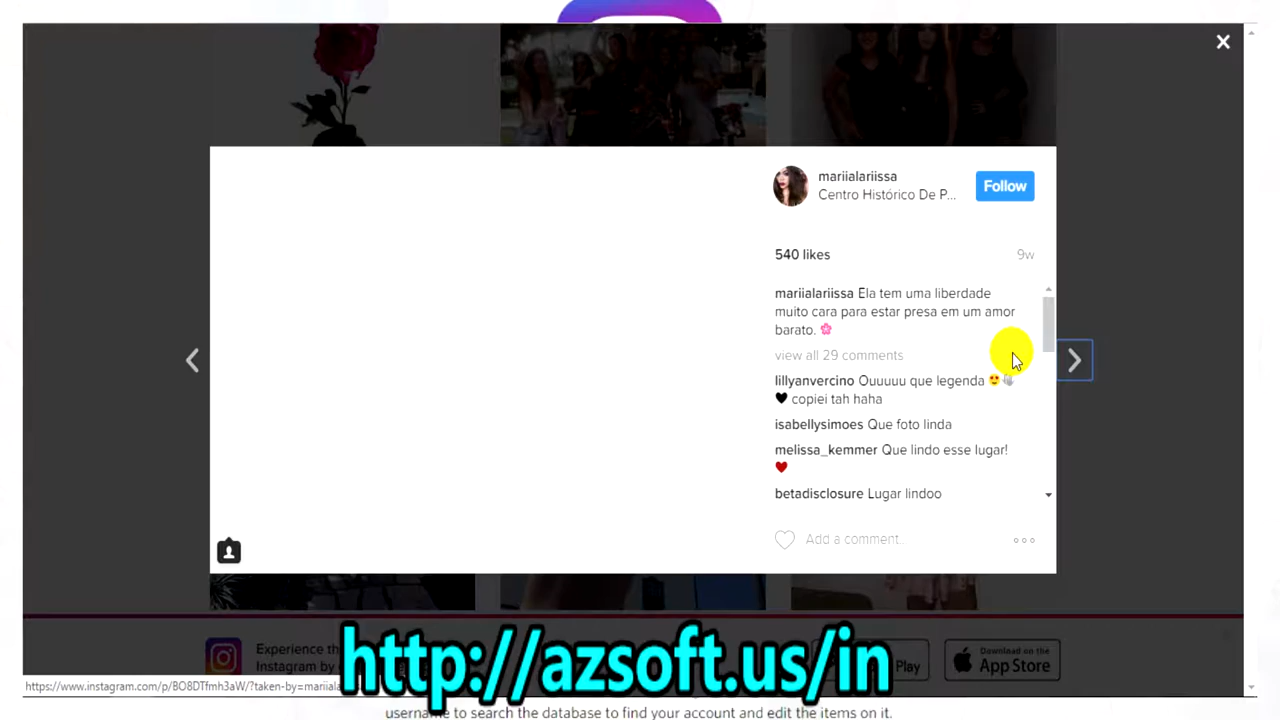 mariialariissa
Centro Histórico De P...
Follow
540 likes
9w
mariialariissa Ela tem uma liberdade
muito cara para estar presa em um amor
barato. 🌸
view all 29 comments
lillyanvercino Ouuuuu que legenda 😍👏
🖤 copiei tah haha
isabellysimoes Que foto linda
melissa_kemmer Que lindo esse lugar!
❤️
betadisclosure Lugar lindoo
Add a comment..
Experience th
Instagram by
Play
Download on the
App Store
http://azsoft.us/in
https://www.instagram.com/p/BO8DTfmh3aW/?taken-by=mariiala
username to search the database to find your account and edit the items on it.